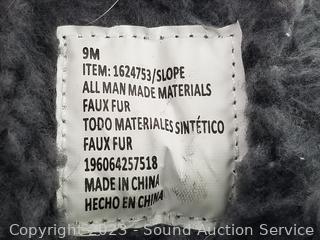 9M
ITEM: 1624753/SLOPE
ALL MAN MADE MATERIALS
FAUX FUR
TODO MATERIALES SINTÉTICO
FAUX FUR
196064257518
MADE IN CHINA
HECHO EN CHINA
Copyright 2023 - Sound Auction Service